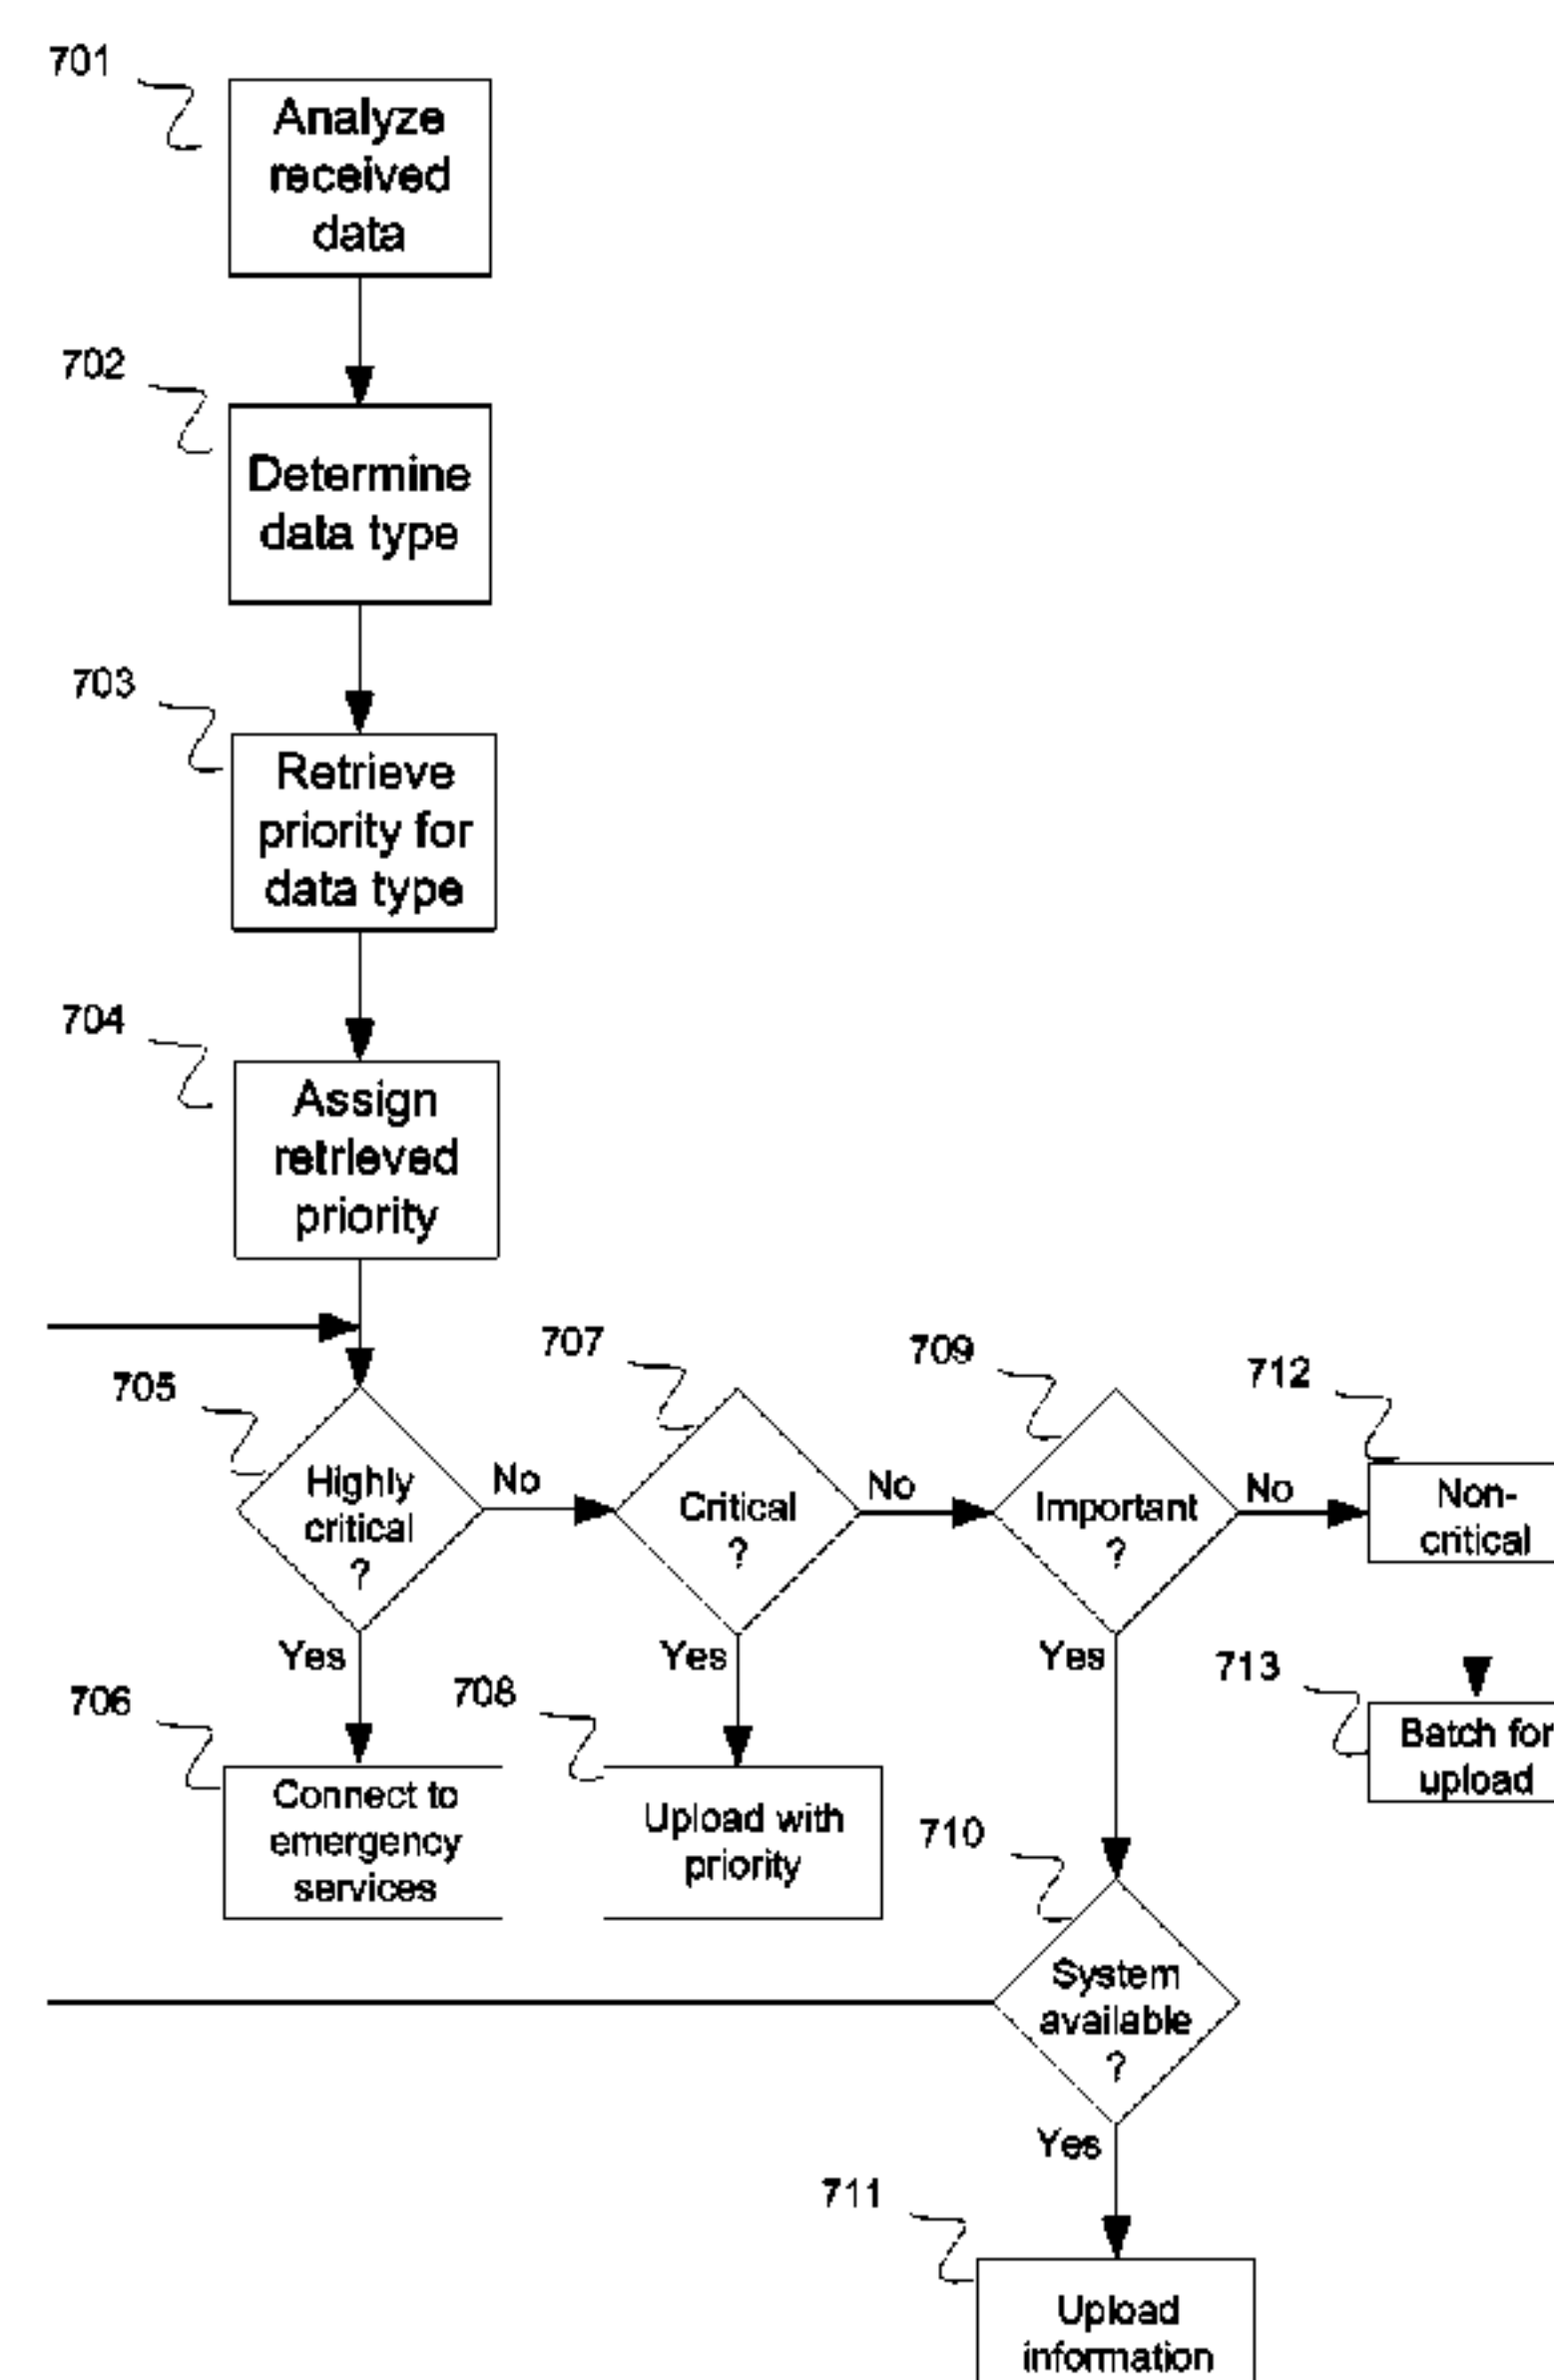 701
Analyze
received
data
702
Determine
data type
703
Retrieve
priority for
data type
704
Assign
retrieved
priority
705
Highly
critical
?
No
Yes
706
Connect to
emergency
services
707
Critical
?
No
Yes
708
Upload with
priority
709
Important
?
No
Yes
710
System
available
?
Yes
711
Upload
information
712
Non-
critical
713
Batch for
upload